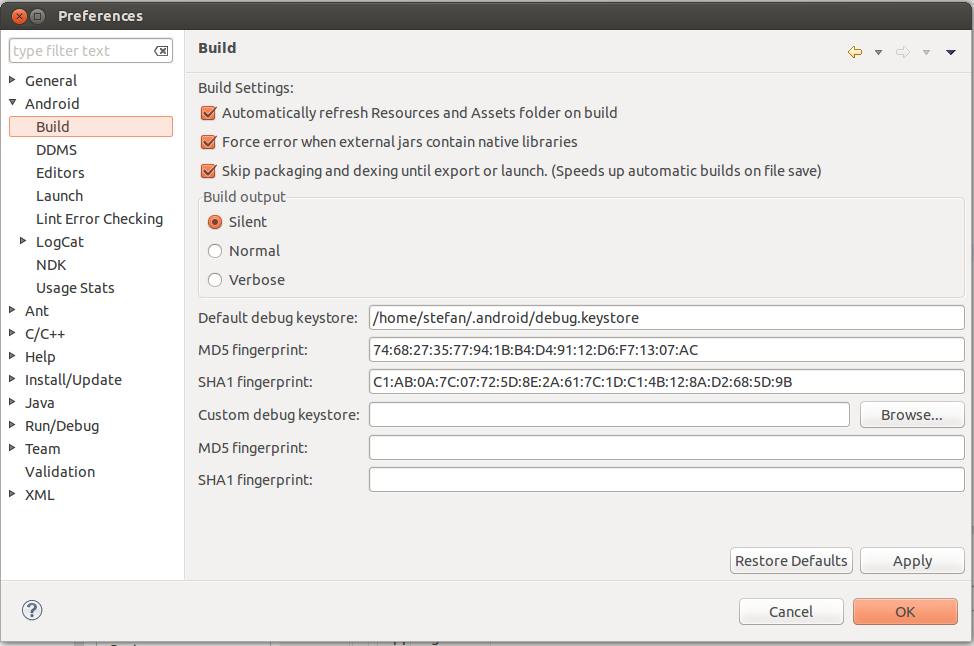 Preferences
type filter text
General
Android
Build
DDMS
Editors
Launch
Lint Error Checking
LogCat
NDK
Usage Stats
Ant
C/C++
Help
Install/Update
Java
Run/Debug
Team
Validation
XML
Build
Build Settings:
Automatically refresh Resources and Assets folder on build
Force error when external jars contain native libraries
Skip packaging and dexing until export or launch. (Speeds up automatic builds on file save)
Build output
Silent
Normal
Verbose
Default debug keystore: /home/stefan/.android/debug.keystore
MD5 fingerprint: 74:68:27:35:77:94:1B:B4:D4:91:12:D6:F7:13:07:AC
SHA1 fingerprint: C1:AB:0A:7C:07:72:5D:8E:2A:61:7C:1D:C1:4B:12:8A:D2:68:5D:9B
Custom debug keystore: Browse...
MD5 fingerprint:
SHA1 fingerprint:
Restore Defaults Apply
? Cancel OK